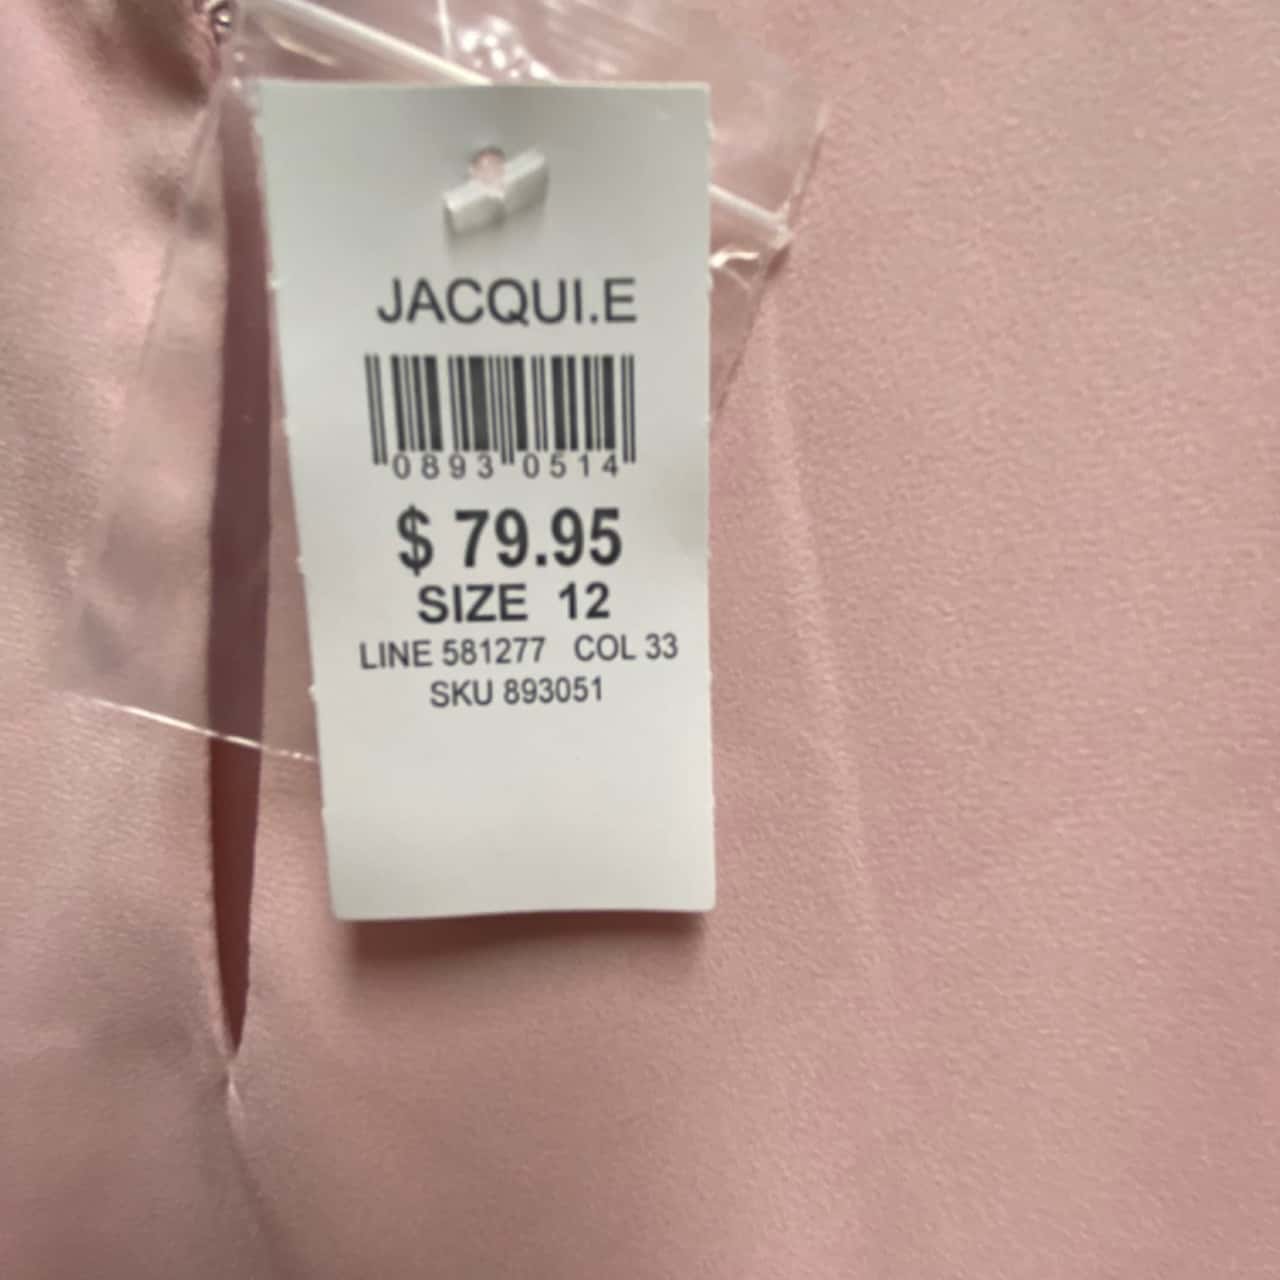 JACQUI.E
0893 0514
$ 79.95
SIZE 12
LINE 581277 COL 33
SKU 893051